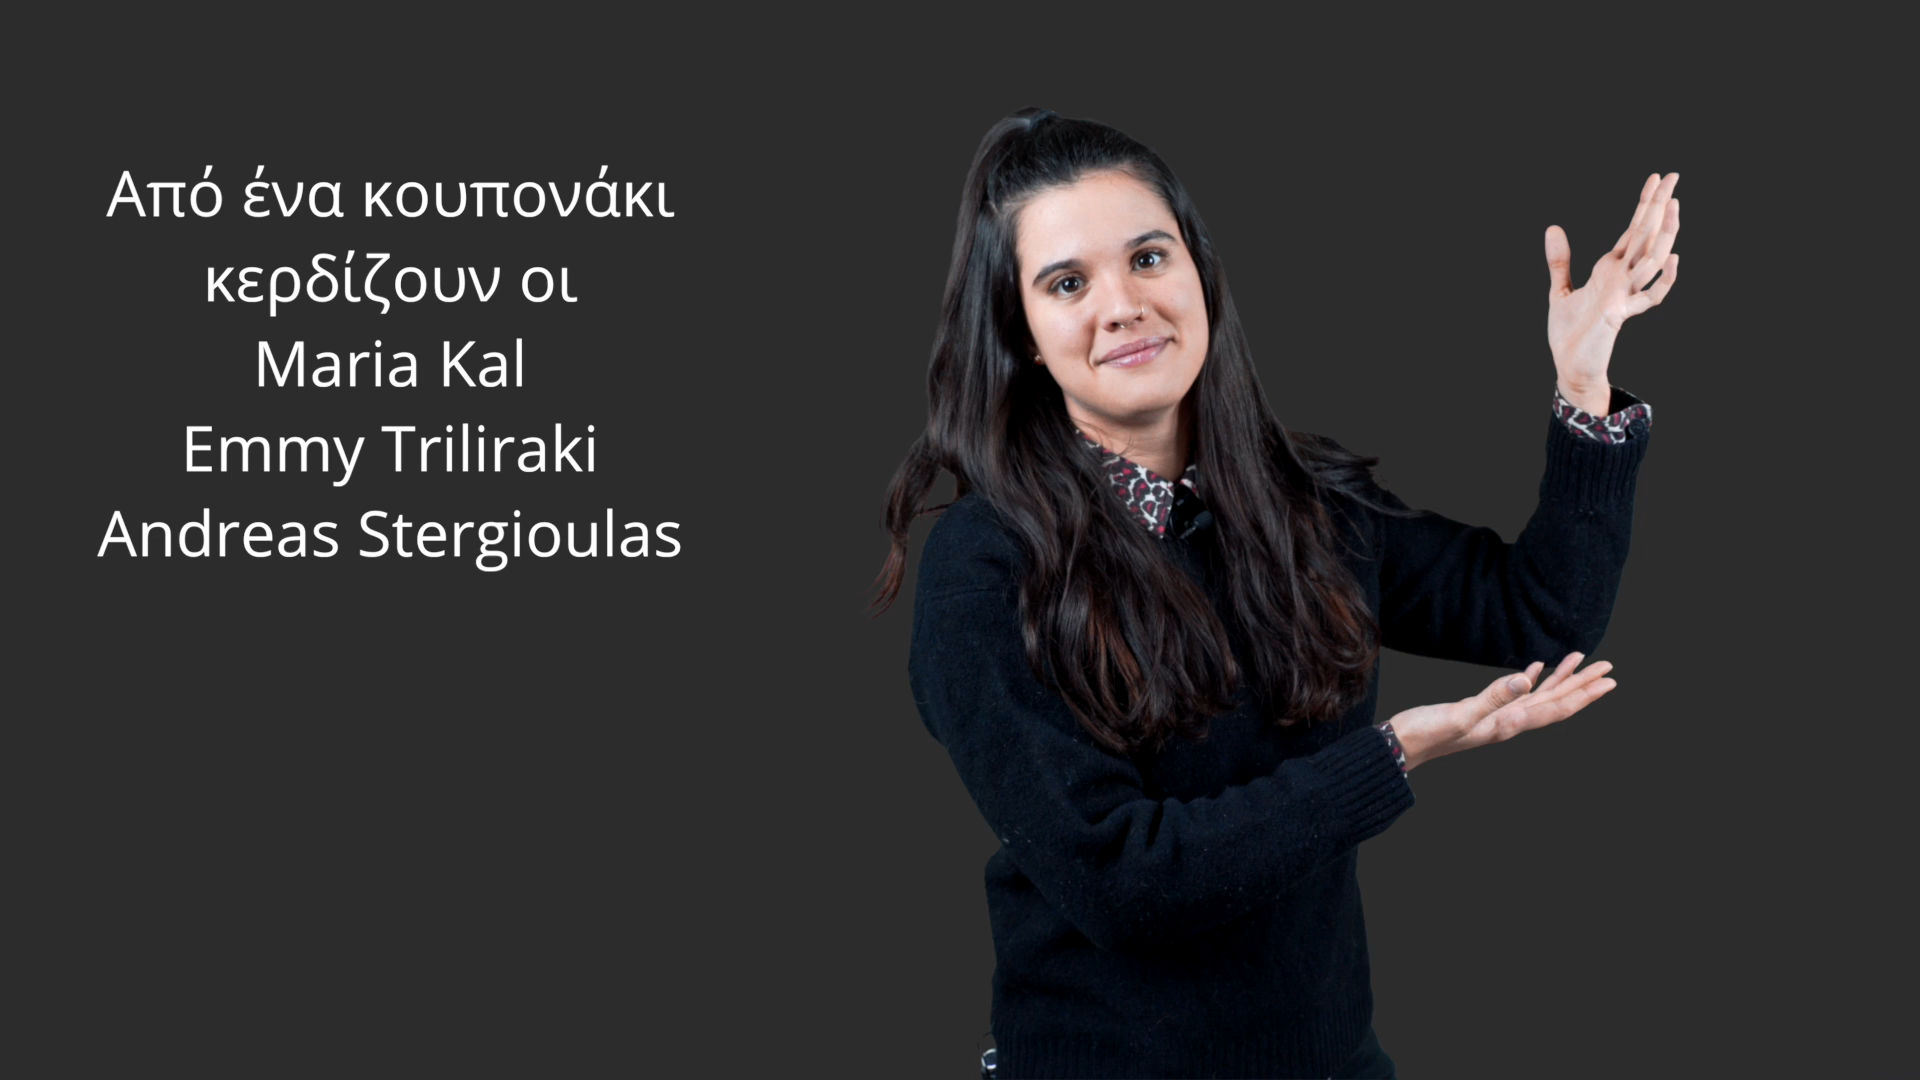 Από ένα κουπονάκι
κερδίζουν οι
Maria Kal
Emmy Triliraki
Andreas Stergioulas